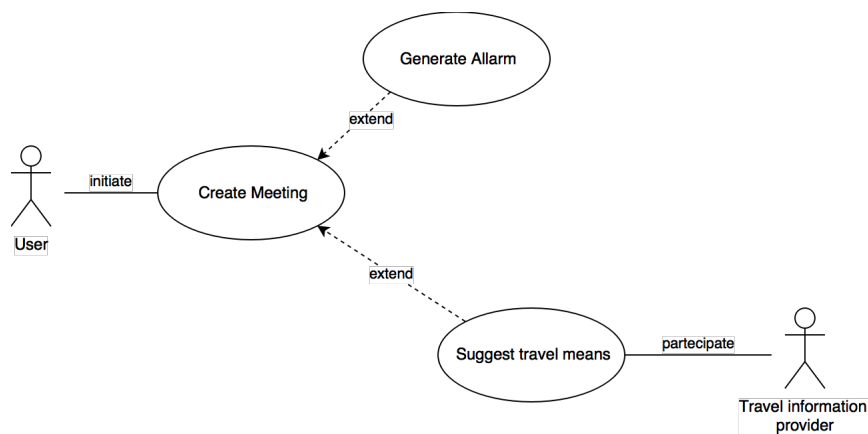 Generate Allarm
extend
initiate
Create Meeting
User
extend
Suggest travel means
partecipate
Travel information
provider